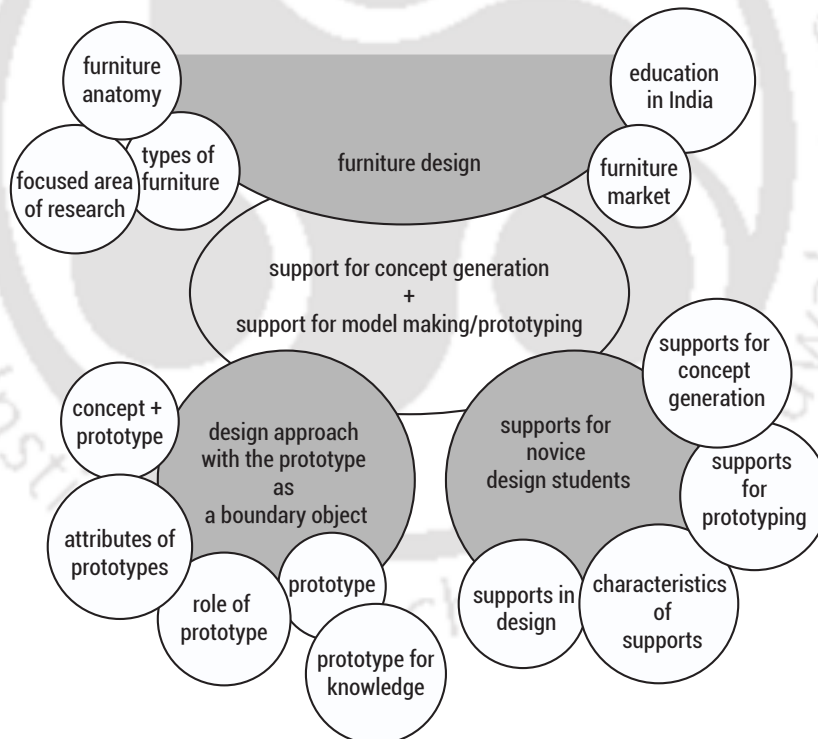 furniture
anatomy
types of
furniture
focused area
of research
furniture design
education
in India
furniture
market
support for concept generation
+
support for model making/prototyping
concept +
prototype
design approach
with the prototype
as
a boundary object
attributes of
prototypes
role of
prototype
prototype
prototype for
knowledge
supports for
novice
design students
supports for
concept
generation
supports
for
prototyping
supports in
design
characteristics
of
supports